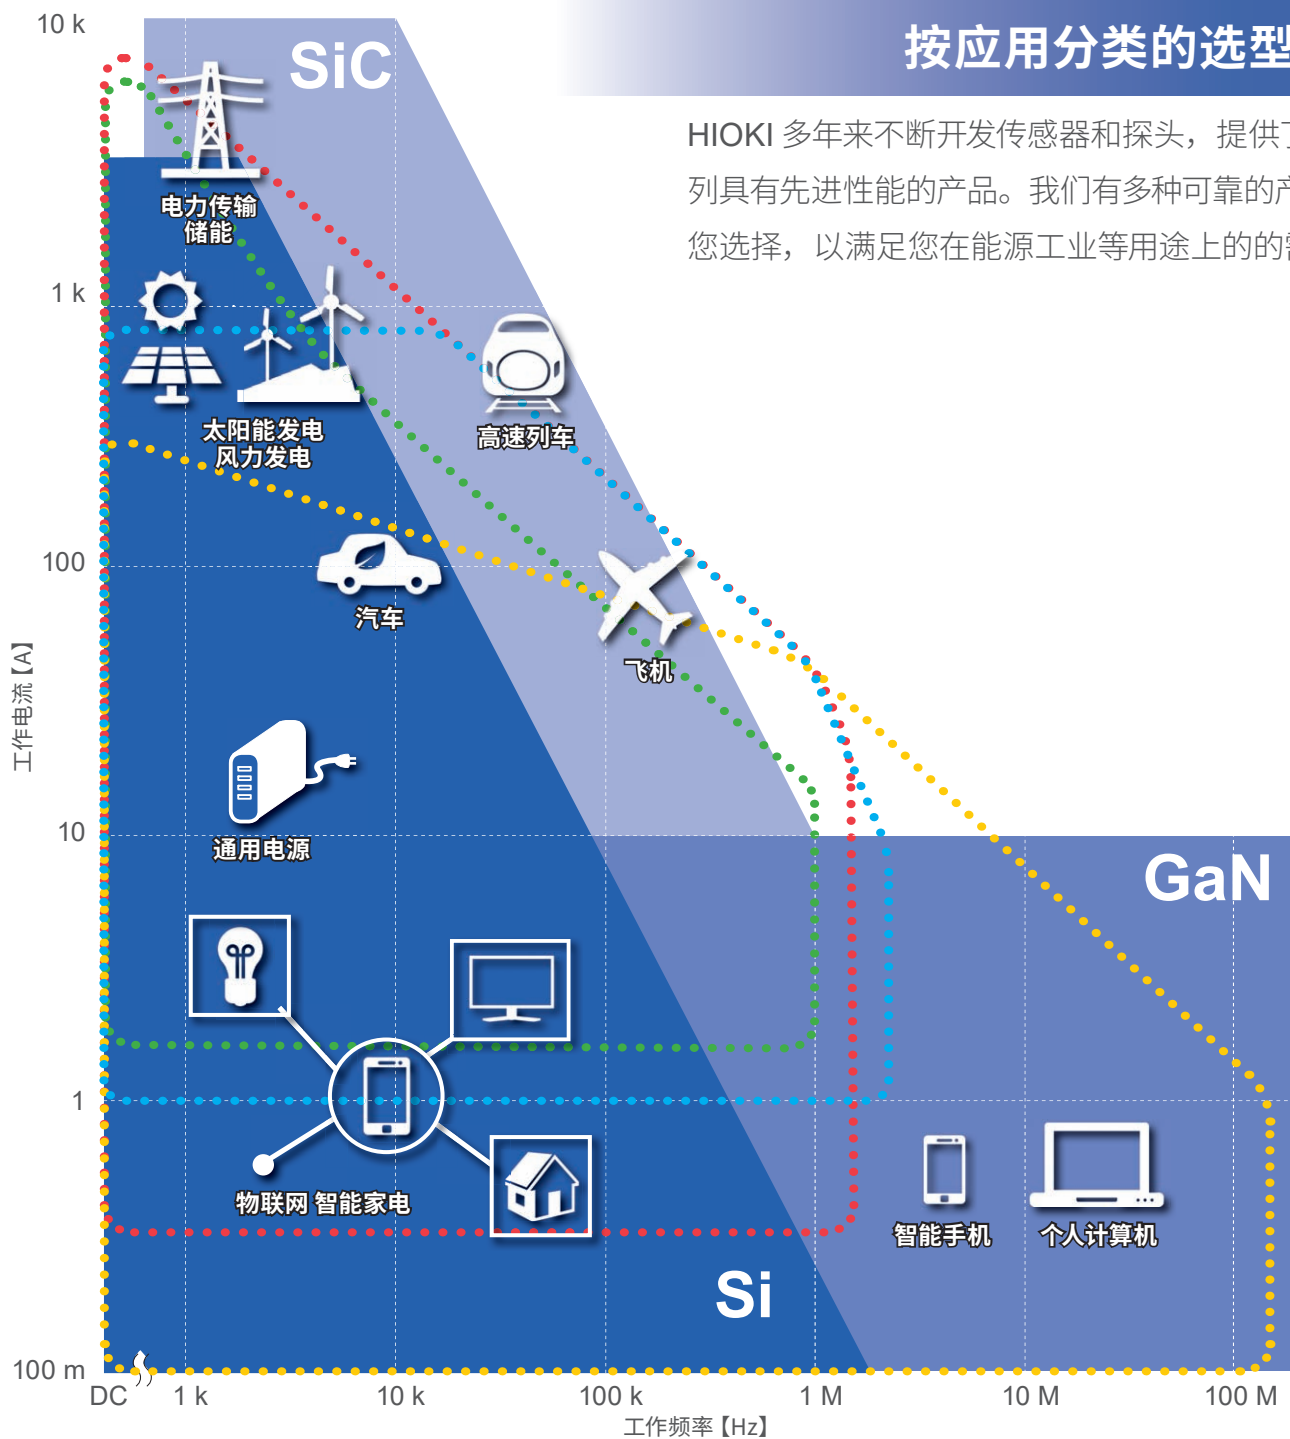 按应用分类的选型
HIOKI 多年来不断开发传感器和探头，提供了
列具有先进性能的产品。我们有多种可靠的产
您选择，以满足您在能源工业等用途上的的需
10 k
SiC
电力传输
储能
1 k
太阳能发电
风力发电
高速列车
100
汽车
飞机
工作电流【A】
通用电源
10
GaN
1
物联网 智能家电
智能手机
个人计算机
Si
100 m
DC
1 k
10 k
100 k
1 M
10 M
100 M
工作频率【Hz】